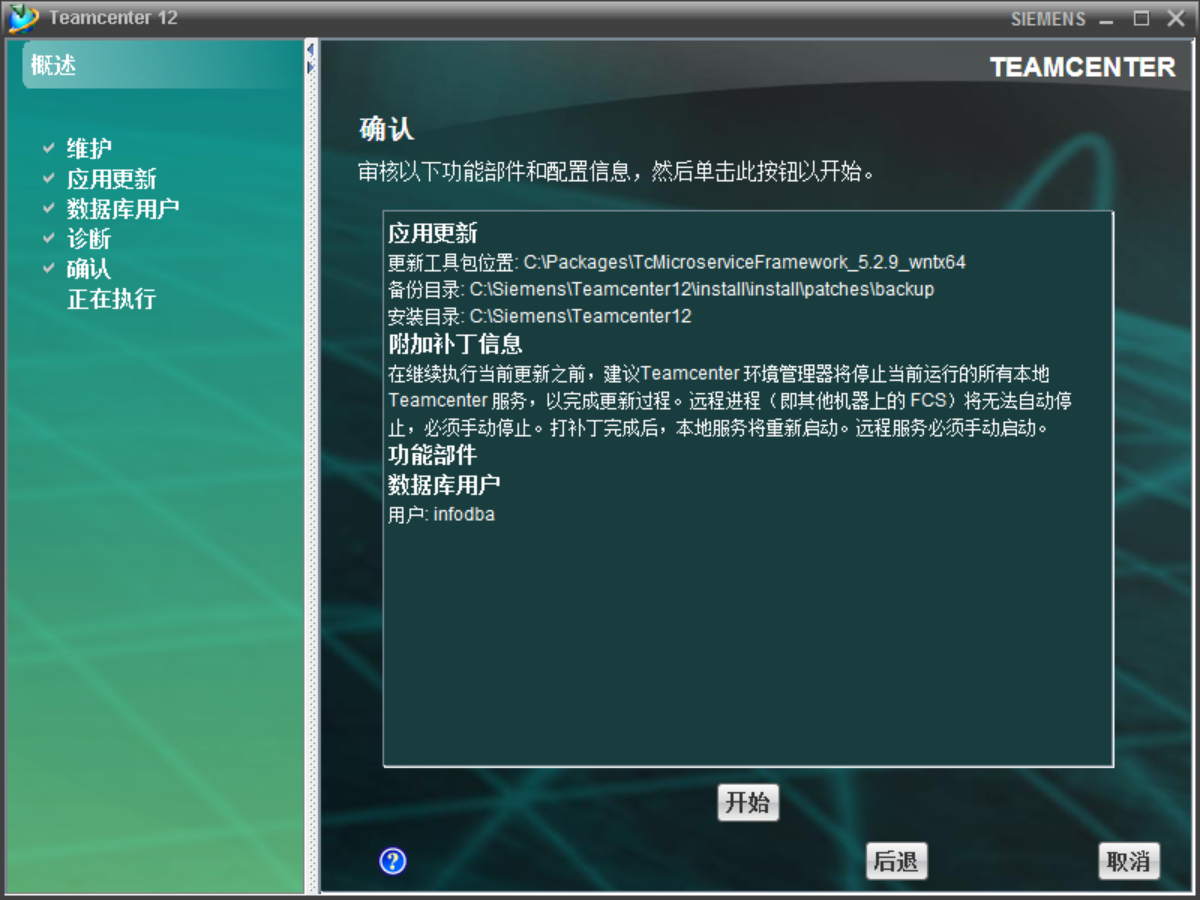 Teamcenter 12
SIEMENS
概述
TEAMCENTER
维护
应用更新
数据库用户
诊断
确认
正在执行
确认
审核以下功能部件和配置信息，然后单击此按钮以开始。
应用更新
更新工具包位置: C:\Packages\TcMicroserviceFramework_5.2.9_wntx64
备份目录: C:\Siemens\Teamcenter12\install\install\patches\backup
安装目录: C:\Siemens\Teamcenter12
附加补丁信息
在继续执行当前更新之前，建议Teamcenter 环境管理器将停止当前运行的所有本地
Teamcenter 服务，以完成更新过程。远程进程（即其他机器上的 FCS）将无法自动停
止，必须手动停止。打补丁完成后，本地服务将重新启动。远程服务必须手动启动。
功能部件
数据库用户
用户: infodba
开始
?
后退
取消